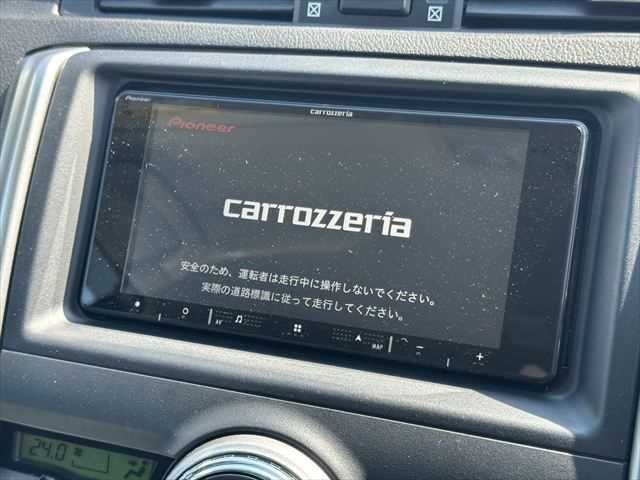 Pioneer
carrozzeria
Pioneer
carrozzeria
安全のため、運転者は走行中に操作しないでください。
実際の道路標識に従って走行してください。
AV
MAP
- +
24.0